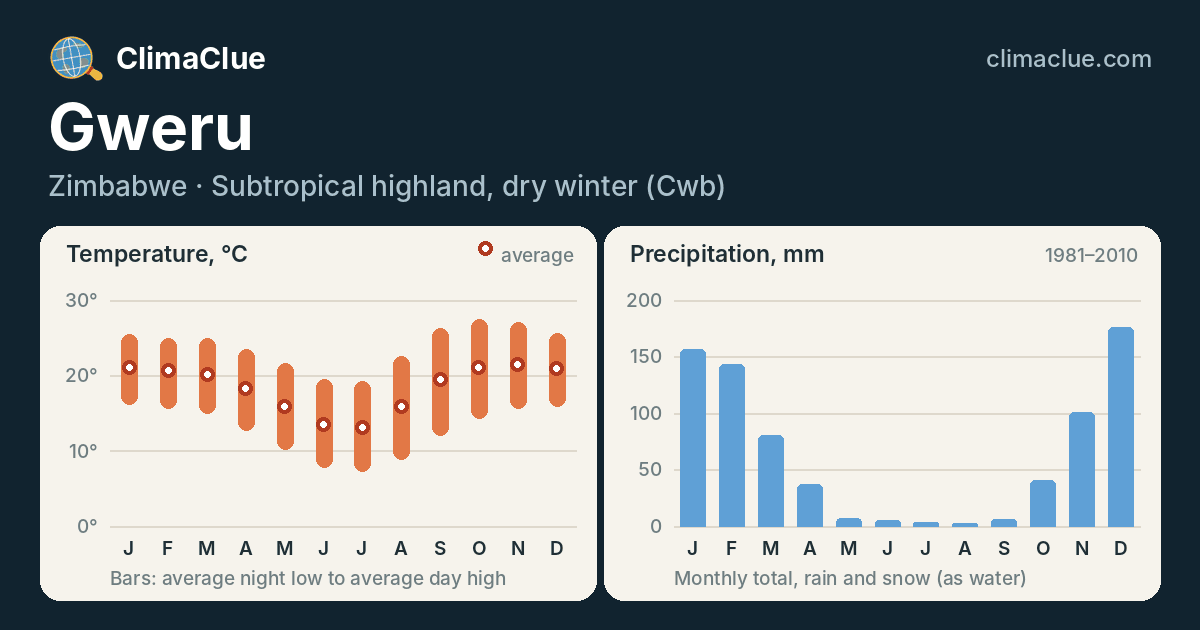 ClimaClue
climaclue.com
Gweru
Zimbabwe · Subtropical highland, dry winter (Cwb)
Temperature, °C
average
30°
20°
10°
0°
J F M A M J J A S O N D
Bars: average night low to average day high
Precipitation, mm
1981–2010
200
150
100
50
0
J F M A M J J A S O N D
Monthly total, rain and snow (as water)